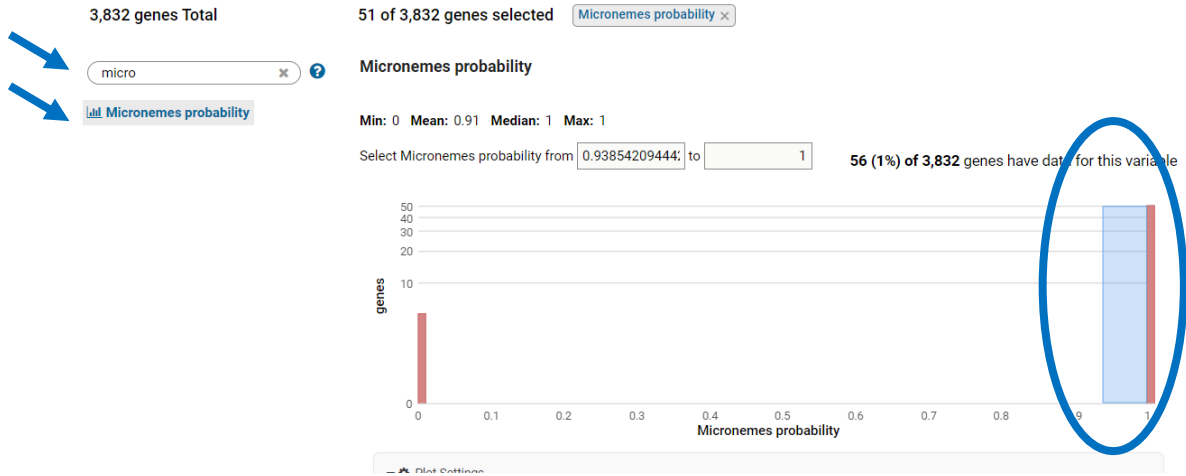 3,832 genes Total
51 of 3,832 genes selected
Micronemes probability ×
micro
Micronemes probability
Micronemes probability
Min: 0 Mean: 0.91 Median: 1 Max: 1
Select Micronemes probability from 0.93854209444 to 1
56 (1%) of 3,832 genes have data for this variable
50
40
30
20
10
0
genes
0 0.1 0.2 0.3 0.4 0.5 0.6 0.7 0.8 9 1
Micronemes probability
Plot Settings